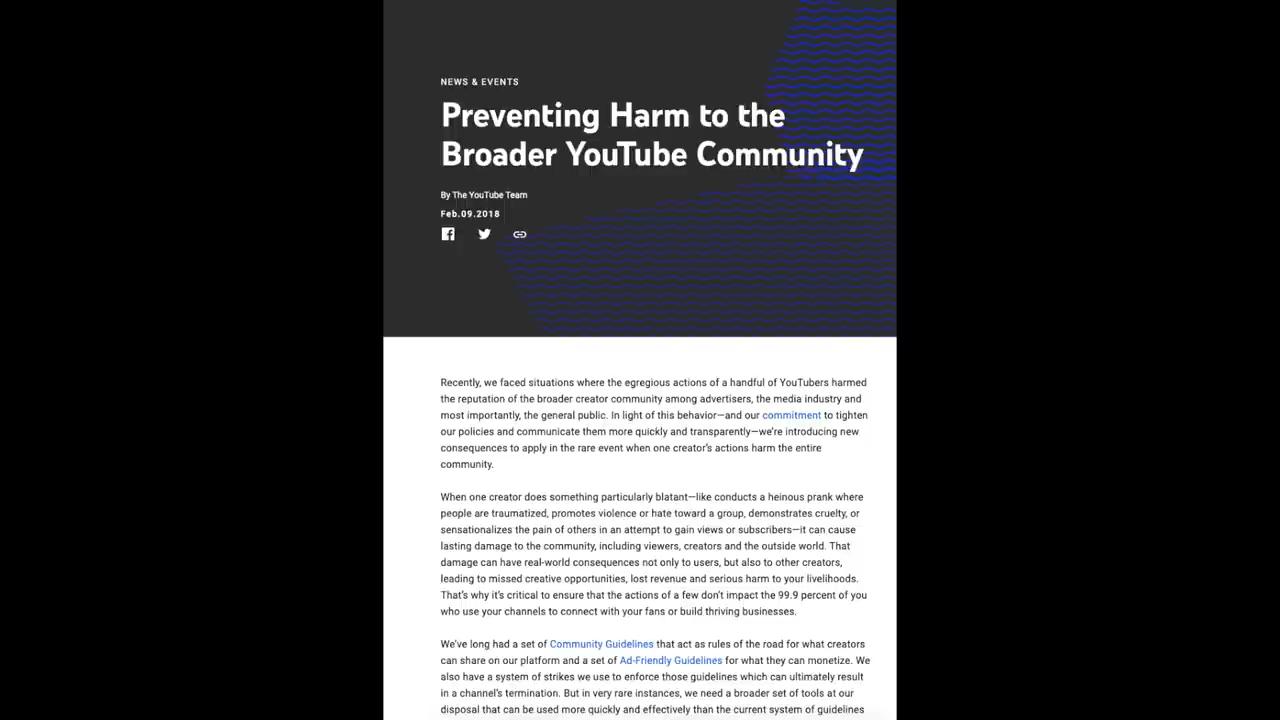 NEWS & EVENTS
Preventing Harm to the
Broader YouTube Community
By The YouTube Team
Feb.09.2018
Recently, we faced situations where the egregious actions of a handful of YouTubers harmed
the reputation of the broader creator community among advertisers, the media industry and
most importantly, the general public. In light of this behavior—and our commitment to tighten
our policies and communicate them more quickly and transparently—we're introducing new
consequences to apply in the rare event when one creator's actions harm the entire
community.
When one creator does something particularly blatant—like conducts a heinous prank where
people are traumatized, promotes violence or hate toward a group, demonstrates cruelty, or
sensationalizes the pain of others in an attempt to gain views or subscribers—it can cause
lasting damage to the community, including viewers, creators and the outside world. That
damage can have real-world consequences not only to users, but also to other creators,
leading to missed creative opportunities, lost revenue and serious harm to your livelihoods.
That's why it's critical to ensure that the actions of a few don't impact the 99.9 percent of you
who use your channels to connect with your fans or build thriving businesses.
We've long had a set of Community Guidelines that act as rules of the road for what creators
can share on our platform and a set of Ad-Friendly Guidelines for what they can monetize. We
also have a system of strikes we use to enforce those guidelines which can ultimately result
in a channel's termination. But in very rare instances, we need a broader set of tools at our
disposal that can be used more quickly and effectively than the current system of guidelines